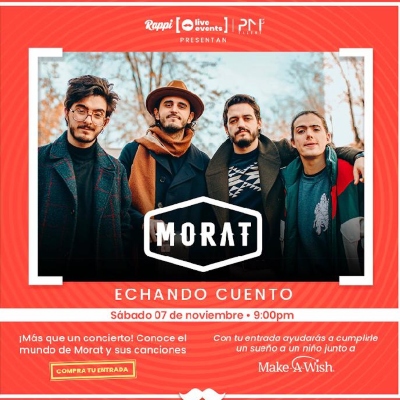 Rappi live events PM
PRESENTAN
MORAT
ECHANDO CUENTO
Sábado 07 de noviembre • 9:00pm
¡Más que un concierto! Conoce el
mundo de Morat y sus canciones
COMPRA TU ENTRADA
Con tu entrada ayudarás a cumplirle
un sueño a un niño junto a
Make-A-Wish.